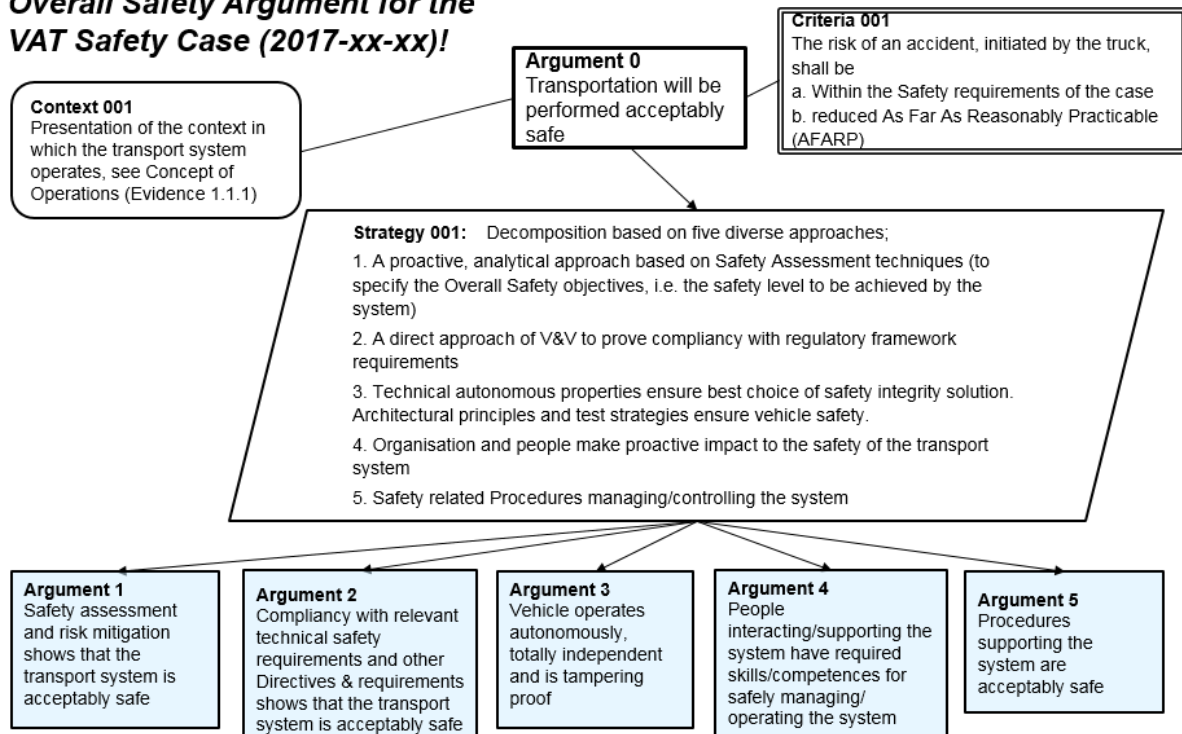 Overall Safety Argument for the
VAT Safety Case (2017-xx-xx)!
Context 001
Presentation of the context in
which the transport system
operates, see Concept of
Operations (Evidence 1.1.1)
Argument 0
Transportation will be
performed acceptably
safe
Criteria 001
The risk of an accident, initiated by the truck,
shall be
a. Within the Safety requirements of the case
b. reduced As Far As Reasonably Practicable
(AFARP)
Strategy 001: Decomposition based on five diverse approaches;
1. A proactive, analytical approach based on Safety Assessment techniques (to
specify the Overall Safety objectives, i.e. the safety level to be achieved by the
system)
2. A direct approach of V&V to prove compliancy with regulatory framework
requirements
3. Technical autonomous properties ensure best choice of safety integrity solution.
Architectural principles and test strategies ensure vehicle safety.
4. Organisation and people make proactive impact to the safety of the transport
system
5. Safety related Procedures managing/controlling the system
Argument 1
Safety assessment
and risk mitigation
shows that the
transport system is
acceptably safe
Argument 2
Compliancy with relevant
technical safety
requirements and other
Directives & requirements
shows that the transport
system is acceptably safe
Argument 3
Vehicle operates
autonomously,
totally independent
and is tampering
proof
Argument 4
People
interacting/supporting the
system have required
skills/competences for
safely managing/
operating the system
Argument 5
Procedures
supporting the
system are
acceptably safe